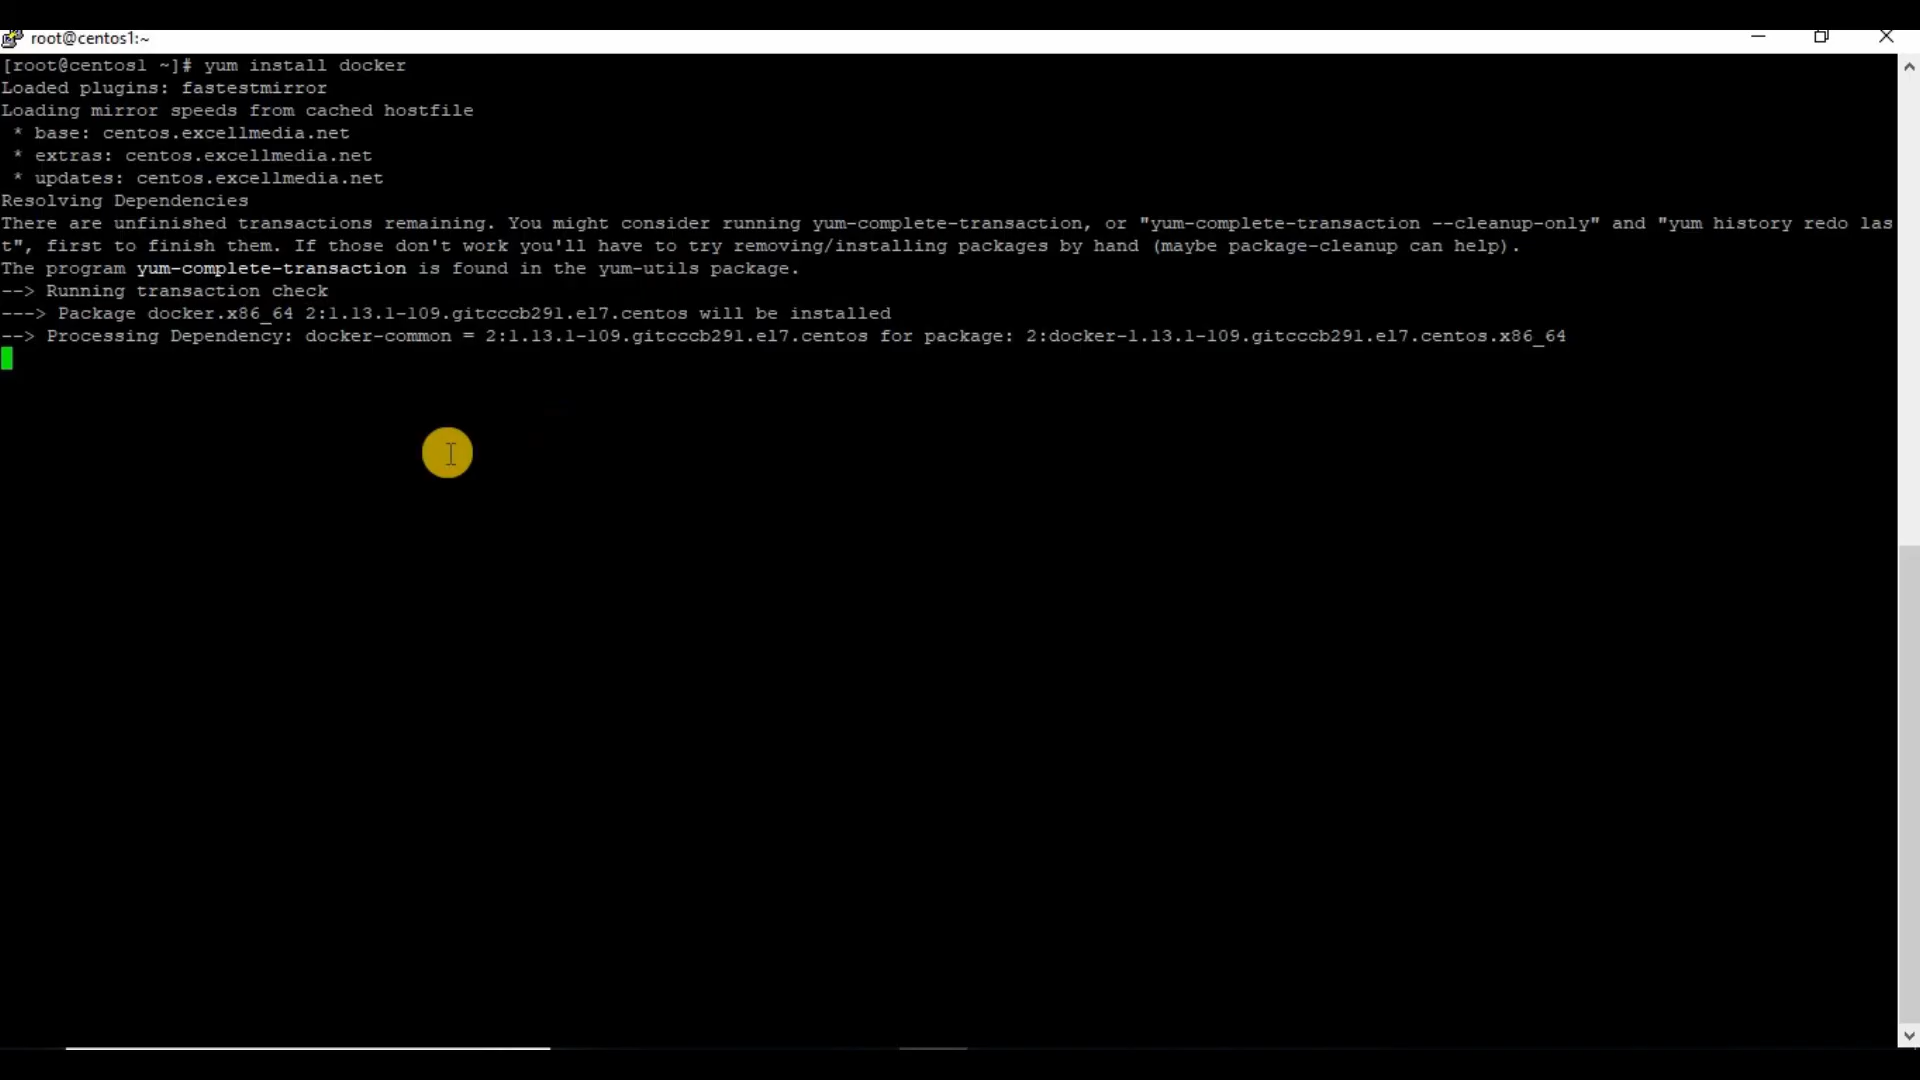 root@centos1:~
[root@centos1 ~]# yum install docker
Loaded plugins: fastestmirror
Loading mirror speeds from cached hostfile
 * base: centos.excellmedia.net
 * extras: centos.excellmedia.net
 * updates: centos.excellmedia.net
Resolving Dependencies
There are unfinished transactions remaining. You might consider running yum-complete-transaction, or "yum-complete-transaction --cleanup-only" and "yum history redo las
t", first to finish them. If those don't work you'll have to try removing/installing packages by hand (maybe package-cleanup can help).
The program yum-complete-transaction is found in the yum-utils package.
--> Running transaction check
---> Package docker.x86_64 2:1.13.1-109.gitcccb291.el7.centos will be installed
--> Processing Dependency: docker-common = 2:1.13.1-109.gitcccb291.el7.centos for package: 2:docker-1.13.1-109.gitcccb291.el7.centos.x86_64